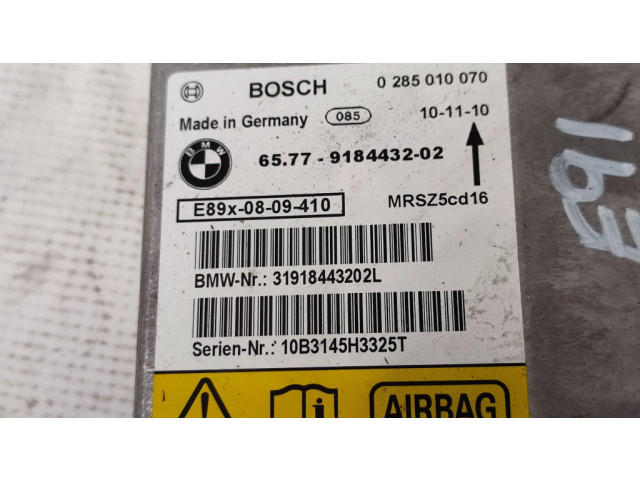 BOSCH 0 285 010 070
Made in Germany 085 10-11-10
BMW 65.77 - 9184432-02
E89x-08-09-410 MRSZ5cd16
BMW-Nr.: 31918443202L
Serien-Nr.: 10B3145H3325T
AIRBAG
E91